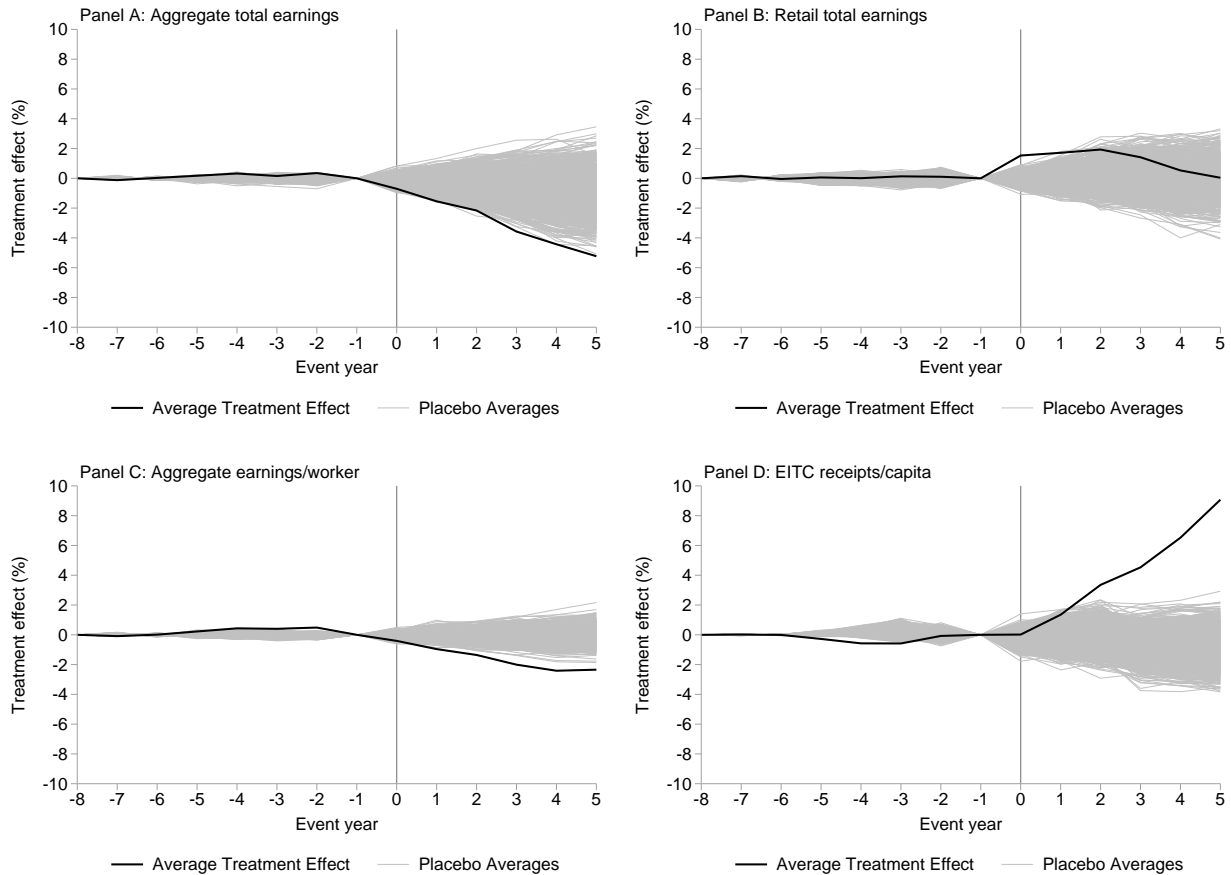 Panel A: Aggregate total earnings
10
8
6
4
2
0
-2
-4
-6
-8
-10
Treatment effect (%)
-8 -7 -6 -5 -4 -3 -2 -1 0 1 2 3 4 5
Event year
Average Treatment Effect Placebo Averages
Panel B: Retail total earnings
10
8
6
4
2
0
-2
-4
-6
-8
-10
Treatment effect (%)
-8 -7 -6 -5 -4 -3 -2 -1 0 1 2 3 4 5
Event year
Average Treatment Effect Placebo Averages
Panel C: Aggregate earnings/worker
10
8
6
4
2
0
-2
-4
-6
-8
-10
Treatment effect (%)
-8 -7 -6 -5 -4 -3 -2 -1 0 1 2 3 4 5
Event year
Average Treatment Effect Placebo Averages
Panel D: EITC receipts/capita
10
8
6
4
2
0
-2
-4
-6
-8
-10
Treatment effect (%)
-8 -7 -6 -5 -4 -3 -2 -1 0 1 2 3 4 5
Event year
Average Treatment Effect Placebo Averages